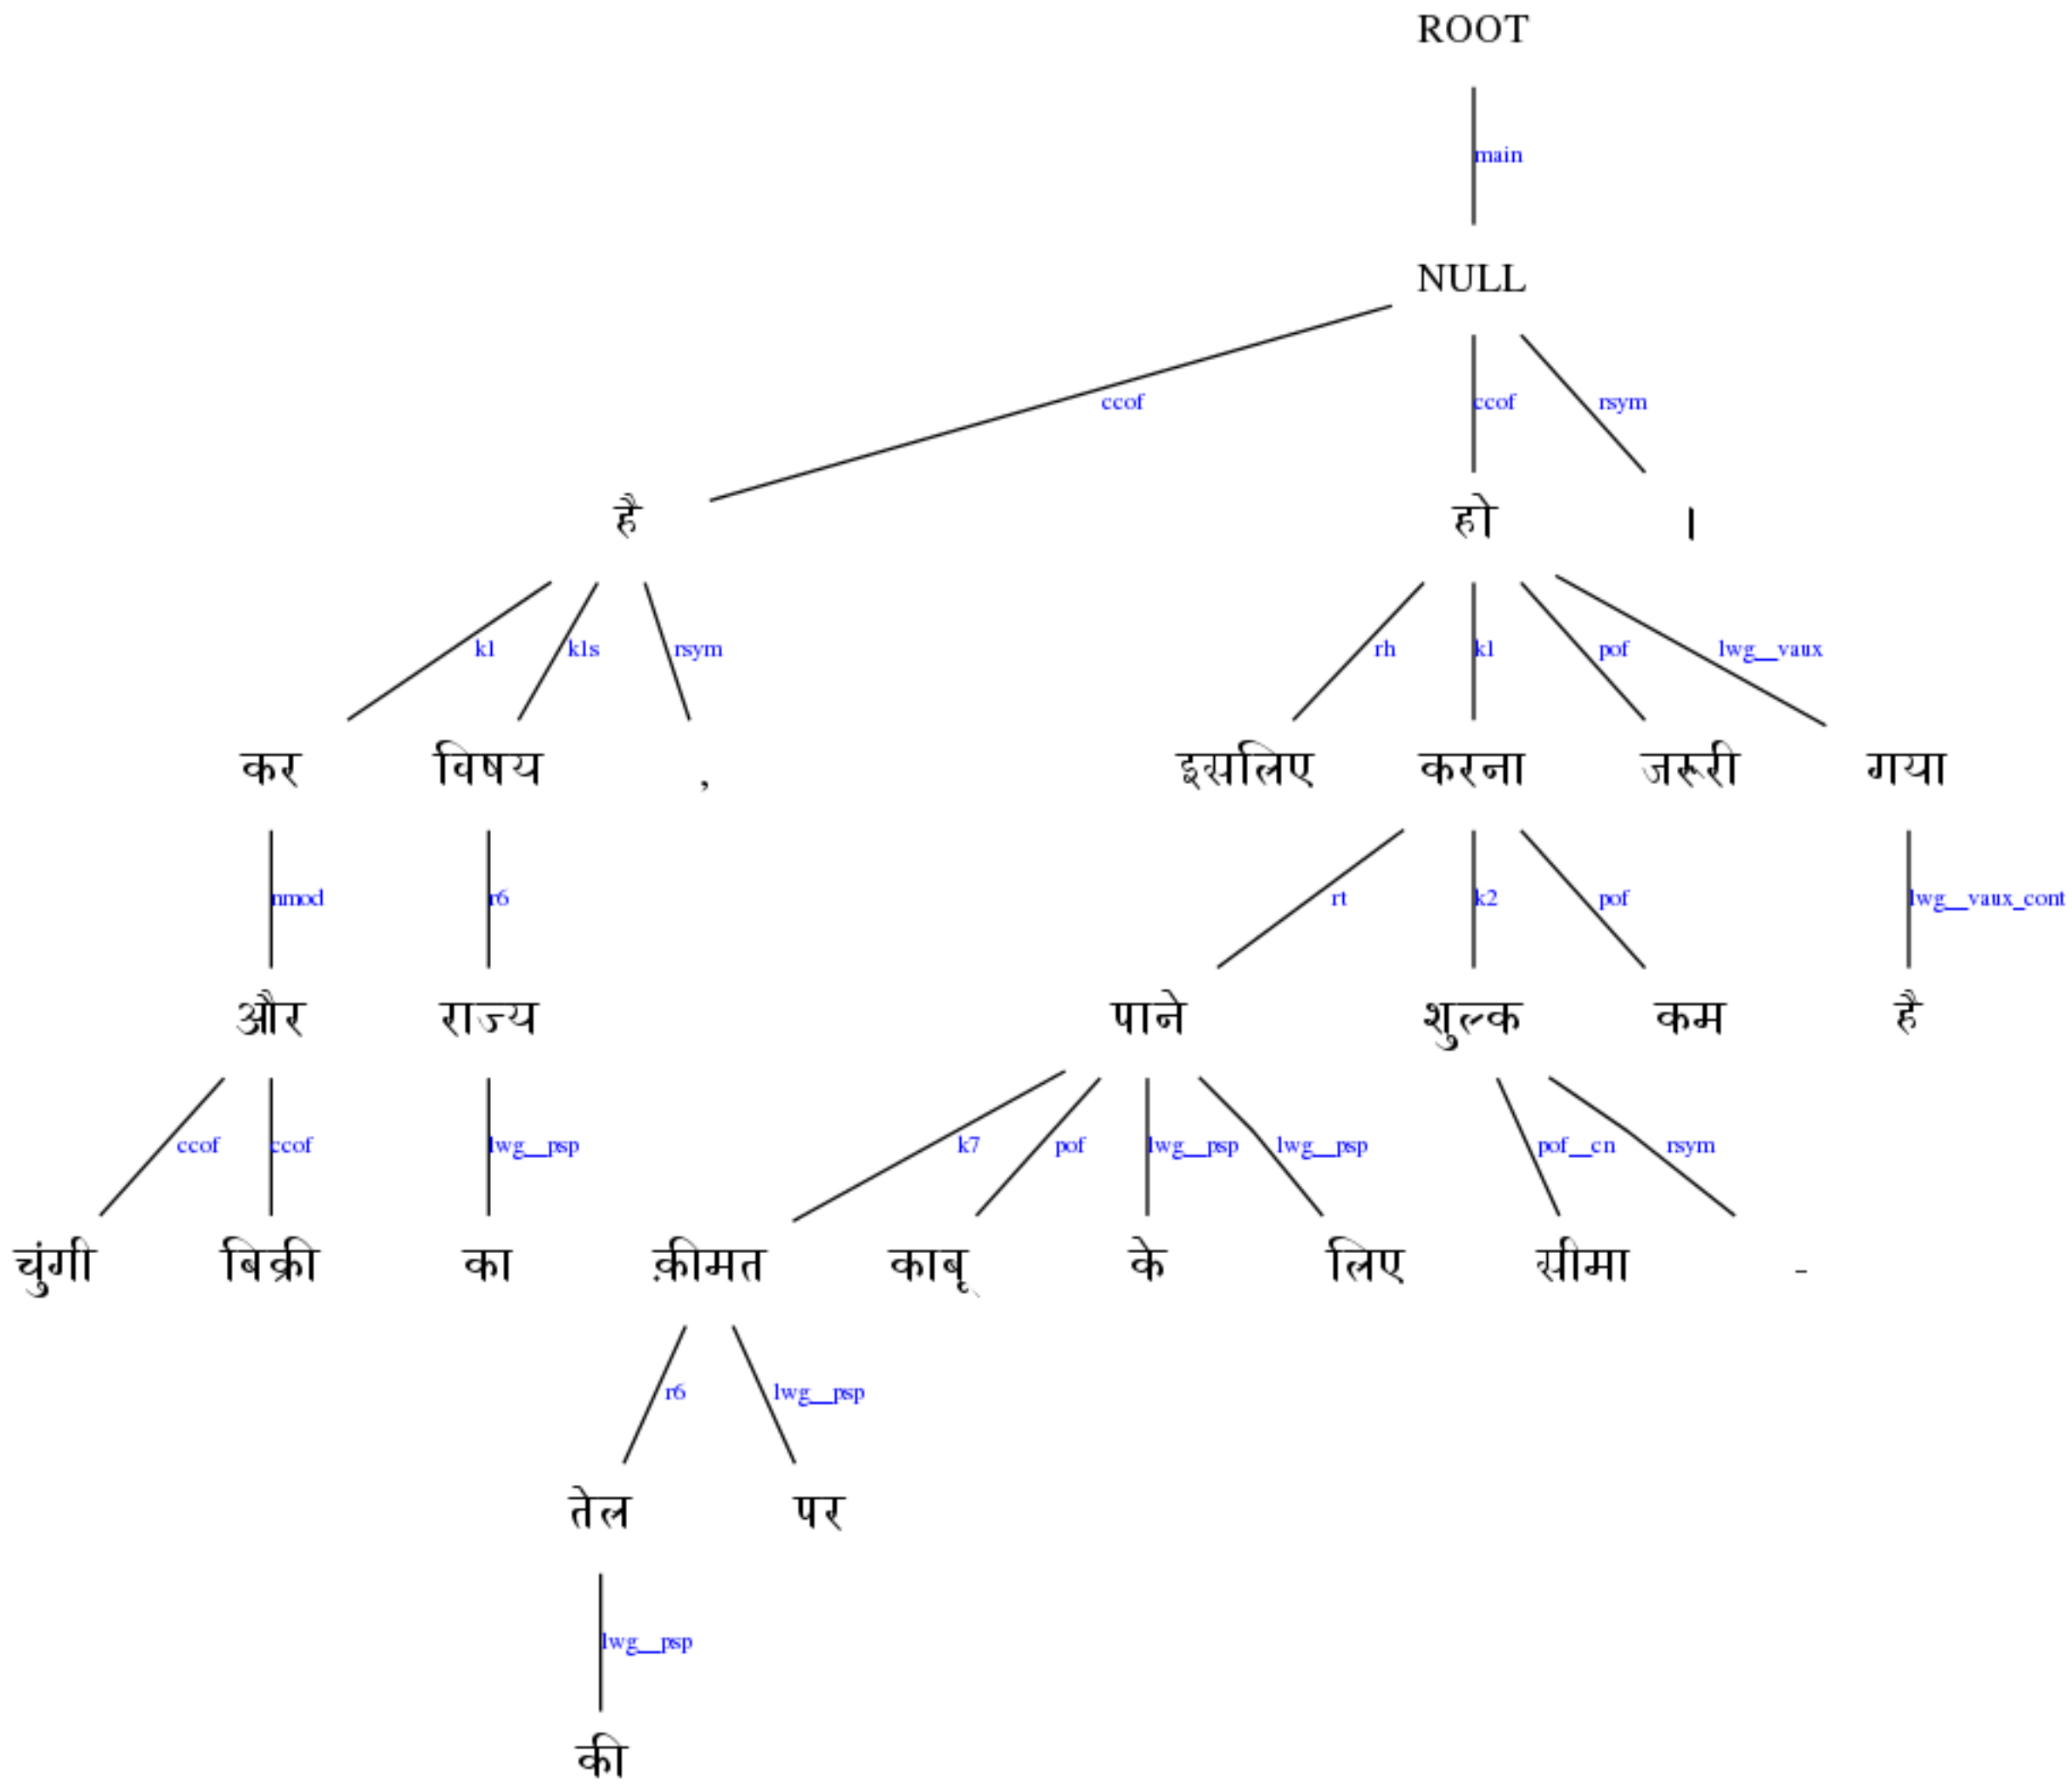 ROOT
main
NULL
ccof ccof rsym
है हो ।
k1 k1s rsym rh k1 pof lwg__vaux
कर विषय , इसलिए करना जरूरी गया
nmod r6 rt k2 pof lwg__vaux_cont
और राज्य पाने शुल्क कम है
ccof ccof lwg__psp k7 pof lwg__psp lwg__psp pof__cn rsym
चुंगी बिक्री का क़ीमत काबू के लिए सीमा -
r6 lwg__psp
तेल पर
lwg__psp
की